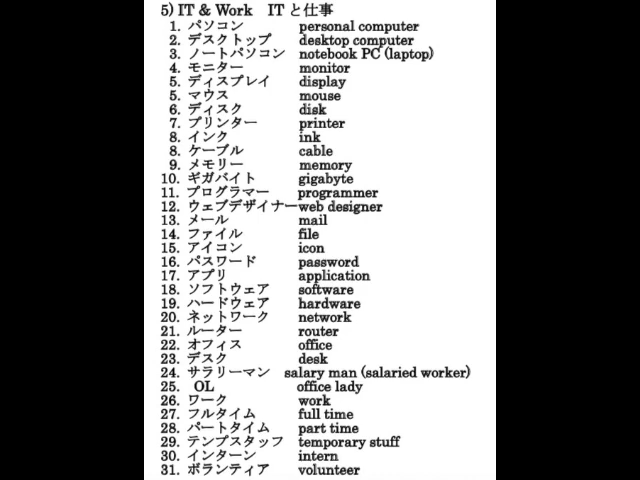 5) IT & Work　IT と仕事
1. パソコン personal computer
2. デスクトップ desktop computer
3. ノートパソコン notebook PC (laptop)
4. モニター monitor
5. ディスプレイ display
5. マウス mouse
6. ディスク disk
7. プリンター printer
8. インク ink
8. ケーブル cable
9. メモリー memory
10. ギガバイト gigabyte
11. プログラマー programmer
12. ウェブデザイナー web designer
13. メール mail
14. ファイル file
15. アイコン icon
16. パスワード password
17. アプリ application
18. ソフトウェア software
19. ハードウェア hardware
20. ネットワーク network
21. ルーター router
22. オフィス office
23. デスク desk
24. サラリーマン salary man (salaried worker)
25. OL office lady
26. ワーク work
27. フルタイム full time
28. パートタイム part time
29. テンプスタッフ temporary stuff
30. インターン intern
31. ボランティア volunteer